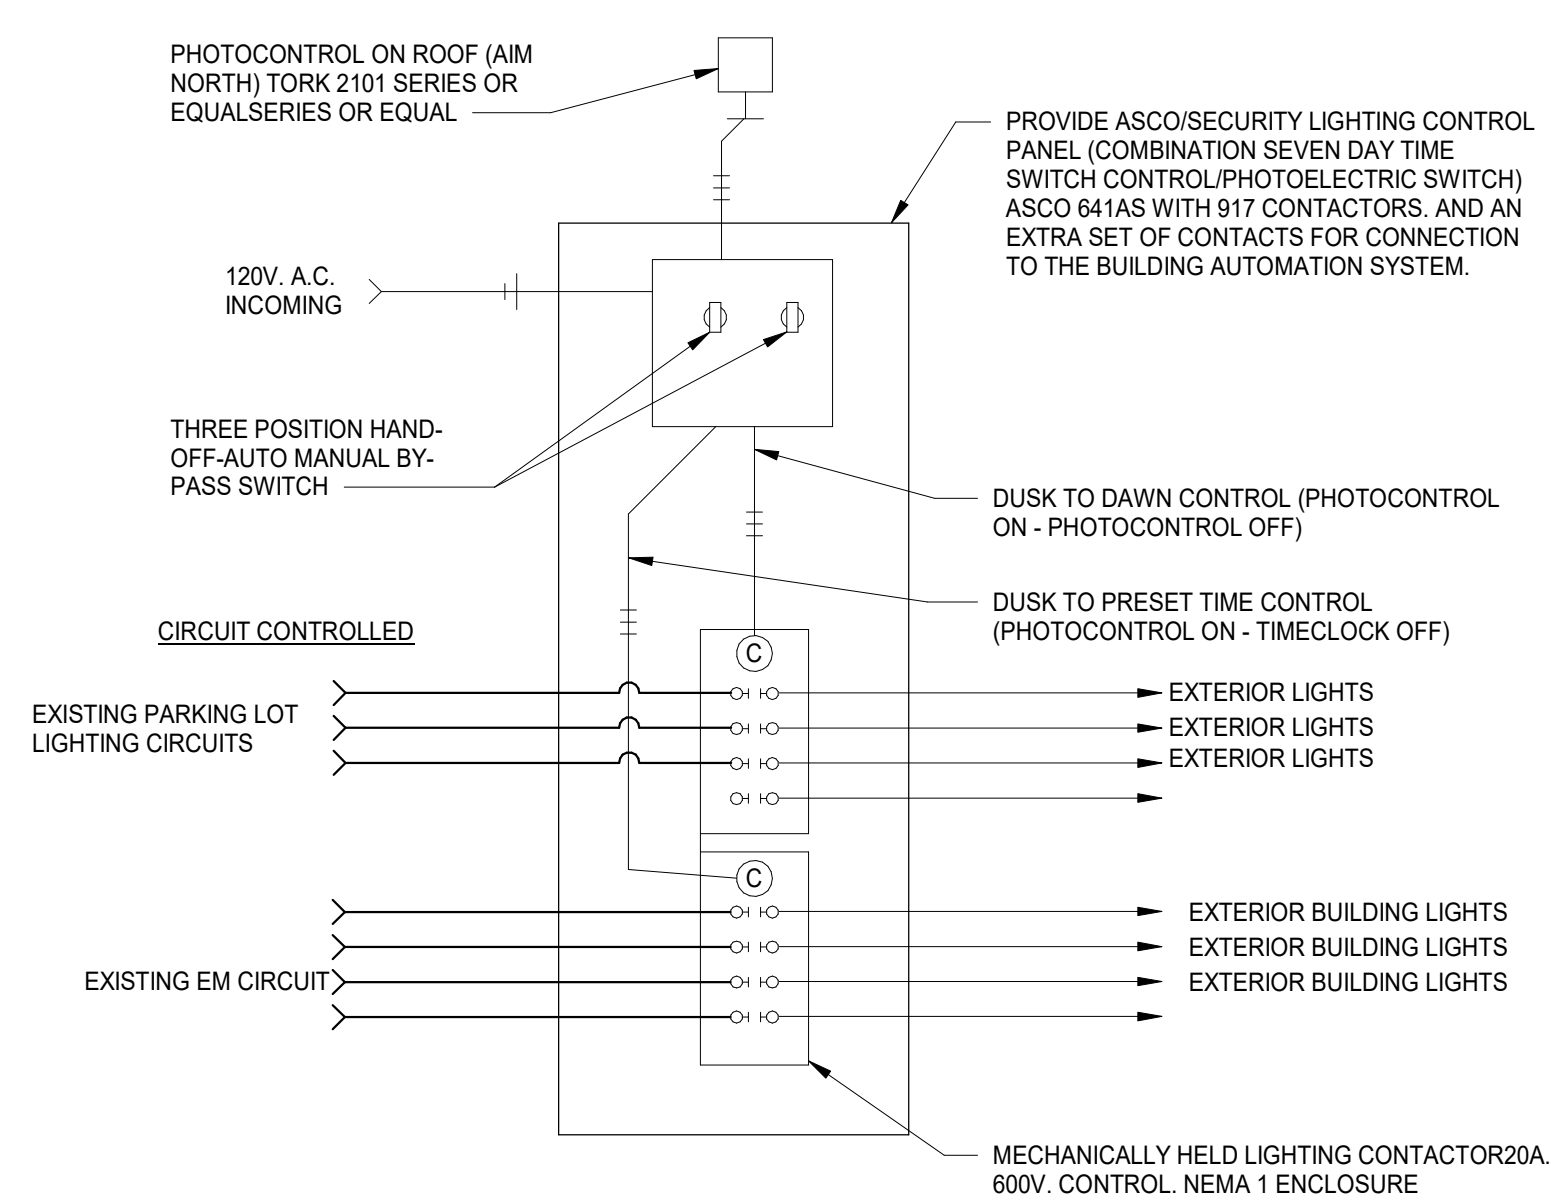 PHOTOCONTROL ON ROOF (AIM
NORTH) TORK 2101 SERIES OR
EQUALSERIES OR EQUAL
PROVIDE ASCO/SECURITY LIGHTING CONTROL
PANEL (COMBINATION SEVEN DAY TIME
SWITCH CONTROL/PHOTOELECTRIC SWITCH)
ASCO 641AS WITH 917 CONTACTORS. AND AN
EXTRA SET OF CONTACTS FOR CONNECTION
TO THE BUILDING AUTOMATION SYSTEM.
120V. A.C.
INCOMING
THREE POSITION HAND-
OFF-AUTO MANUAL BY-
PASS SWITCH
DUSK TO DAWN CONTROL (PHOTOCONTROL
ON - PHOTOCONTROL OFF)
DUSK TO PRESET TIME CONTROL
(PHOTOCONTROL ON - TIMECLOCK OFF)
CIRCUIT CONTROLLED
C
EXISTING PARKING LOT
LIGHTING CIRCUITS
EXTERIOR LIGHTS
EXTERIOR LIGHTS
EXTERIOR LIGHTS
C
EXISTING EM CIRCUIT
EXTERIOR BUILDING LIGHTS
EXTERIOR BUILDING LIGHTS
EXTERIOR BUILDING LIGHTS
MECHANICALLY HELD LIGHTING CONTACTOR20A.
600V. CONTROL. NEMA 1 ENCLOSURE